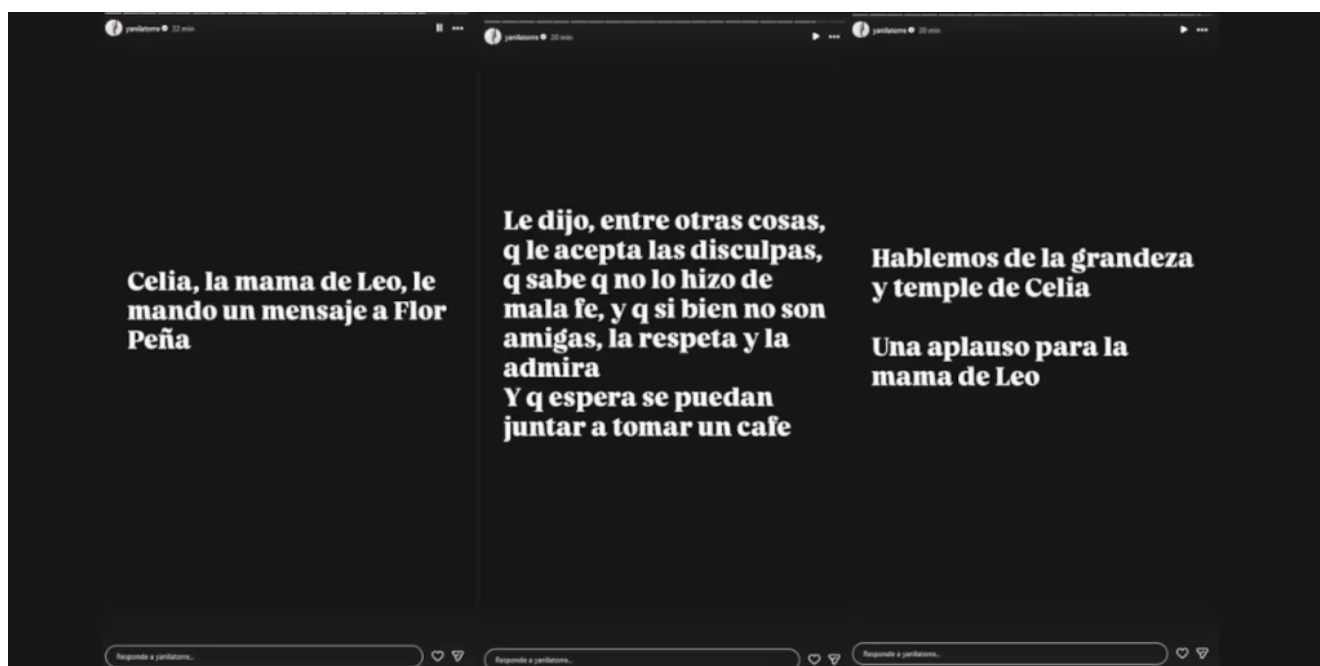 yanilatorre 22 min
Celia, la mama de Leo, le
mando un mensaje a Flor
Peña
Responde a yanilatorre...
yanilatorre 20 min
Le dijo, entre otras cosas,
q le acepta las disculpas,
q sabe q no lo hizo de
mala fe, y q si bien no son
amigas, la respeta y la
admira
Y q espera se puedan
juntar a tomar un cafe
Responde a yanilatorre...
yanilatorre 20 min
Hablemos de la grandeza
y temple de Celia
Una aplauso para la
mama de Leo
Responde a yanilatorre...